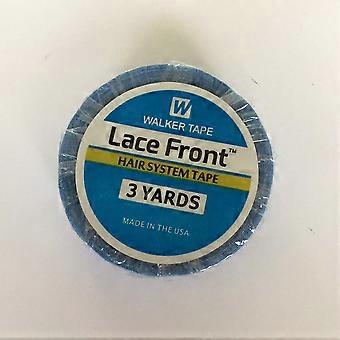 W
WALKER TAPE
Lace Front™
HAIR SYSTEM TAPE
3 YARDS
MADE IN THE USA